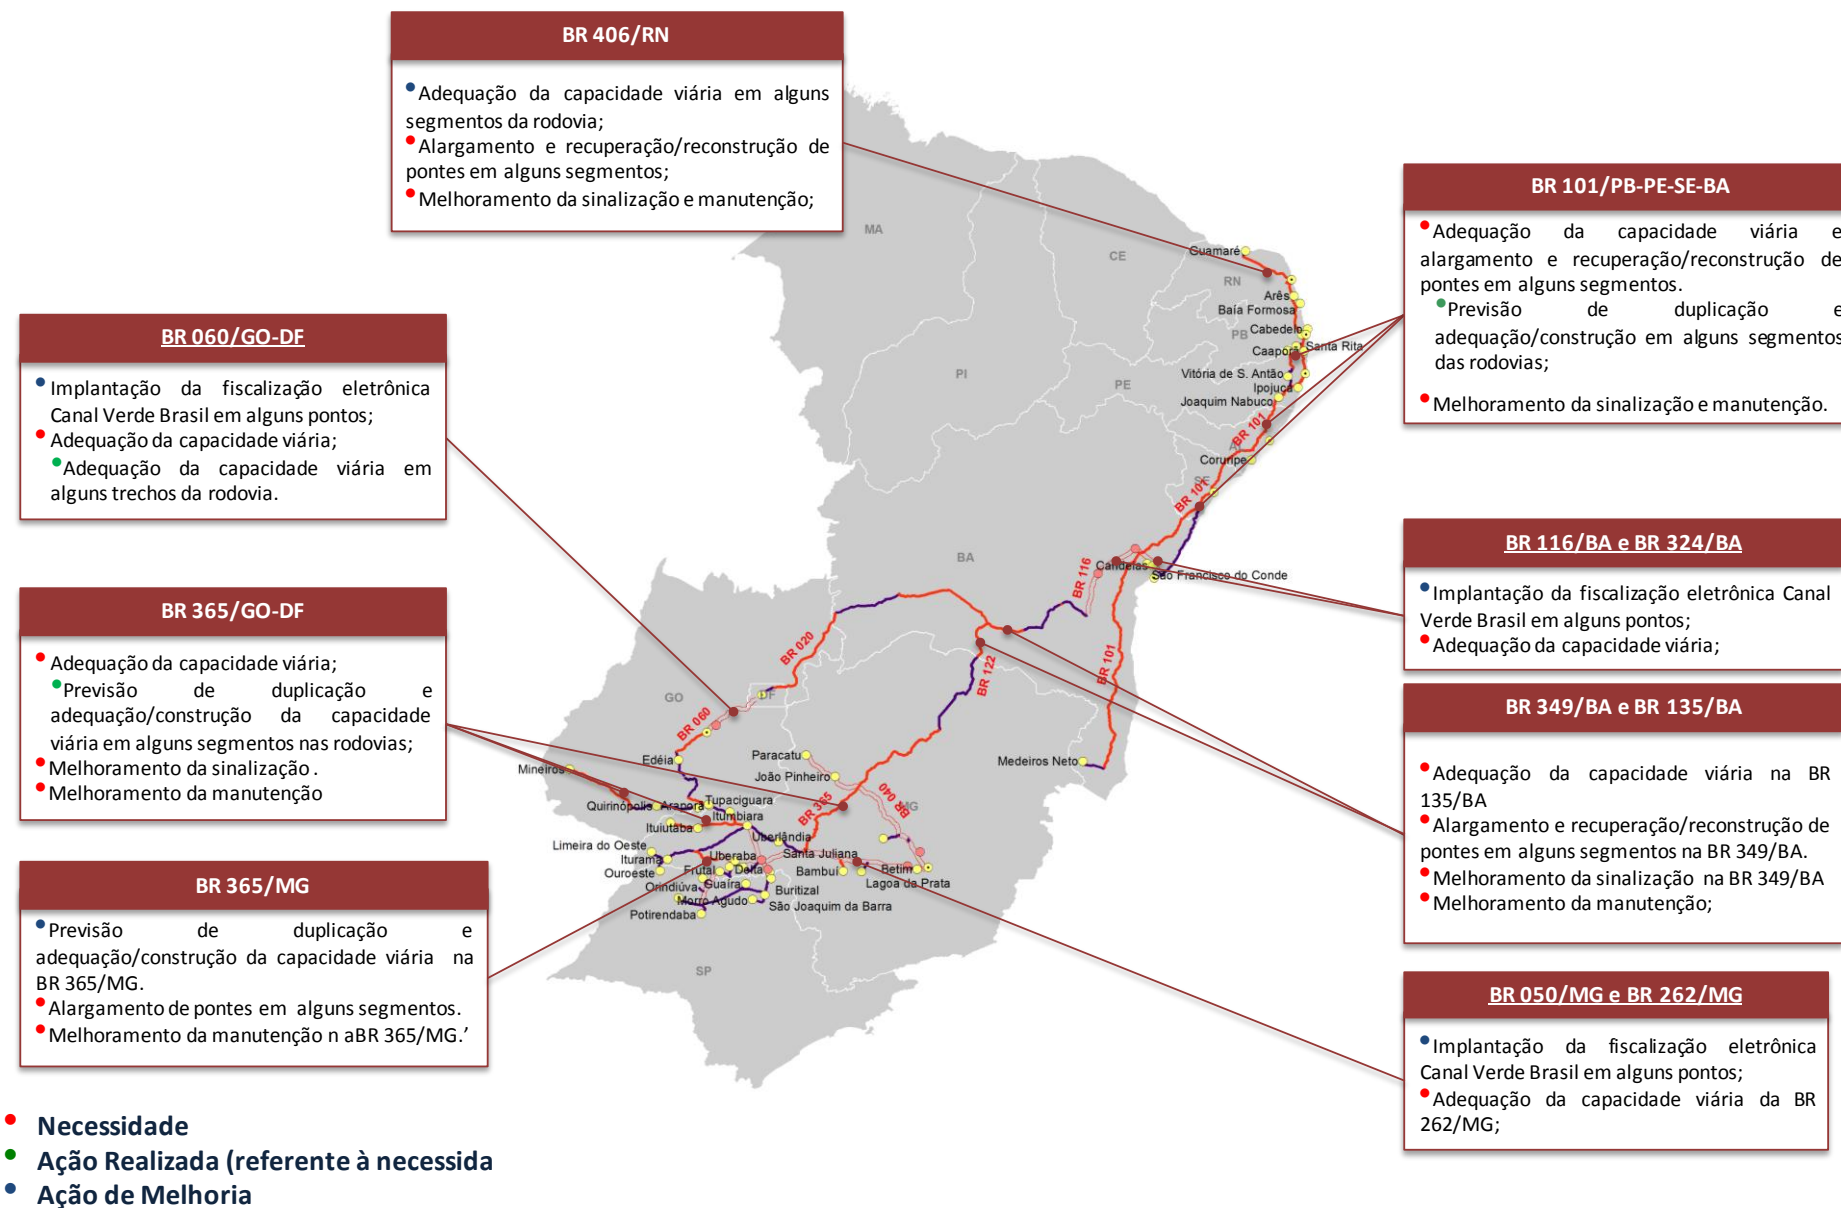 BR 406/RN
•Adequação da capacidade viária em alguns
segmentos da rodovia;
•Alargamento e recuperação/reconstrução de
pontes em alguns segmentos;
•Melhoramento da sinalização e manutenção;
BR 101/PB-PE-SE-BA
•Adequação da capacidade viária e
alargamento e recuperação/reconstrução de
pontes em alguns segmentos.
•Previsão de duplicação e
adequação/construção em alguns segmentos
das rodovias;
•Melhoramento da sinalização e manutenção.
BR 060/GO-DF
•Implantação da fiscalização eletrônica
Canal Verde Brasil em alguns pontos;
•Adequação da capacidade viária;
•Adequação da capacidade viária em
alguns trechos da rodovia.
BR 116/BA e BR 324/BA
•Implantação da fiscalização eletrônica Canal
Verde Brasil em alguns pontos;
•Adequação da capacidade viária;
BR 365/GO-DF
•Adequação da capacidade viária;
•Previsão de duplicação e
adequação/construção da capacidade
viária em alguns segmentos nas rodovias;
•Melhoramento da sinalização .
•Melhoramento da manutenção
BR 349/BA e BR 135/BA
•Adequação da capacidade viária na BR
135/BA
•Alargamento e recuperação/reconstrução de
pontes em alguns segmentos na BR 349/BA.
•Melhoramento da sinalização na BR 349/BA
•Melhoramento da manutenção;
BR 365/MG
•Previsão de duplicação e
adequação/construção da capacidade viária na
BR 365/MG.
•Alargamento de pontes em alguns segmentos.
•Melhoramento da manutenção n aBR 365/MG.’
BR 050/MG e BR 262/MG
•Implantação da fiscalização eletrônica
Canal Verde Brasil em alguns pontos;
•Adequação da capacidade viária da BR
262/MG;
MA
CE
RN
PB
PI
PE
SE
BA
GO
DF
MG
SP
Guamaré
Arês
Baía Formosa
Cabedelo
Caaporã
Santa Rita
Vitória de S. Antão
Ipojuca
Joaquim Nabuco
BR 101
Coruripe
BR 101
Candeias
São Francisco do Conde
BR 116
BR 020
BR 122
BR 101
BR 060
Edéia
Paracatu
João Pinheiro
Medeiros Neto
Mineiros
Quirinópolis
Araporã
Tupaciguara
Itumbiara
BR 365
BR 040
Ituiutaba
Uberlândia
Limeira do Oeste
Iturama
Uberaba
Santa Juliana
Ouroeste
Frutal
Delta
Bambuí
Betim
Orindiúva
Guaíra
Buritizal
Lagoa da Prata
Morro Agudo
São Joaquim da Barra
Potirendaba
• Necessidade
• Ação Realizada (referente à necessida
• Ação de Melhoria